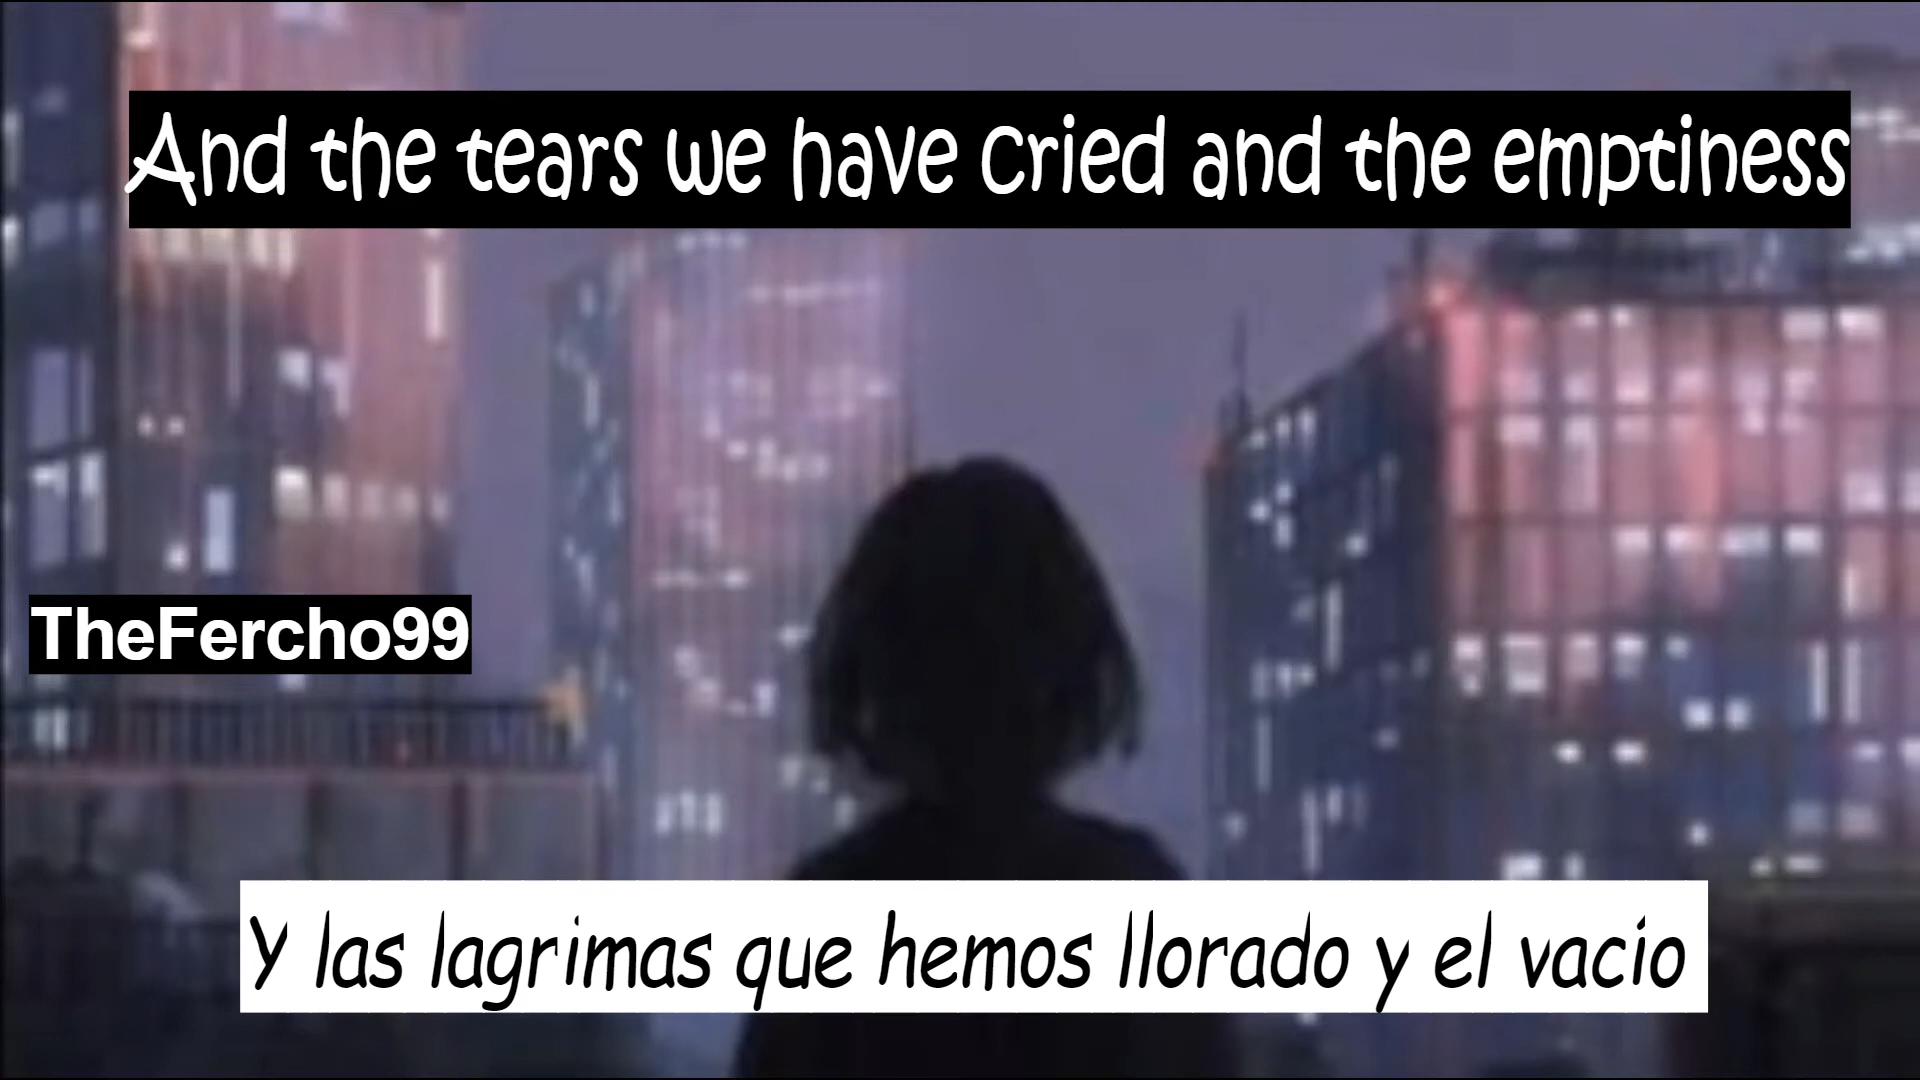 And the tears we have cried and the emptiness
TheFercho99
Y las lagrimas que hemos llorado y el vacio